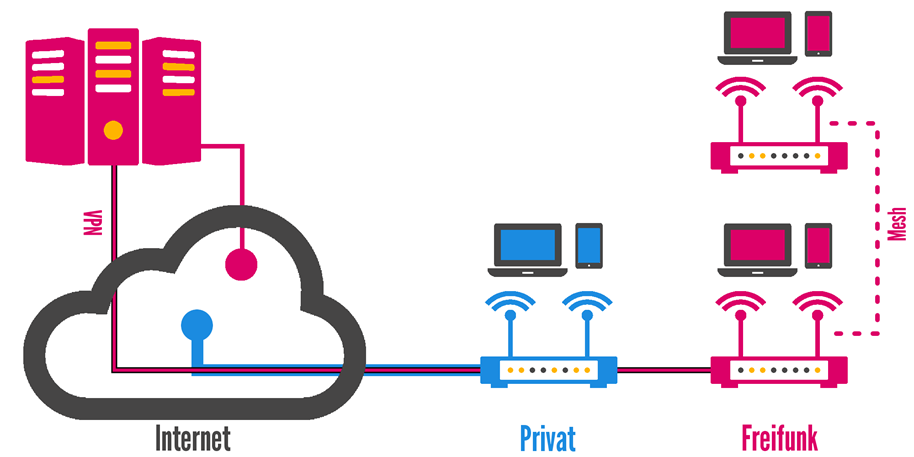 VPN
Mesh
Internet
Privat
Freifunk